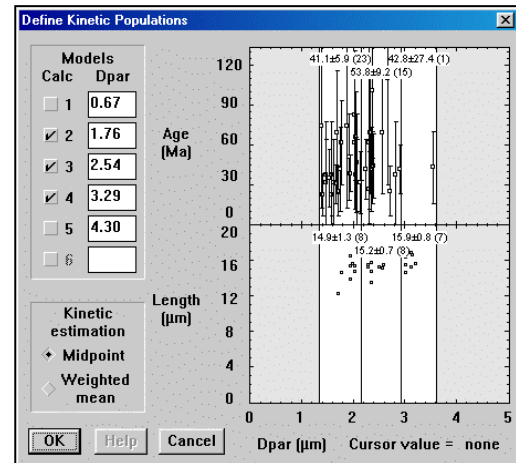 Define Kinetic Populations
Models
Calc Dpar
1 0.67
2 1.76
3 2.54
4 3.29
5 4.30
6
Kinetic
estimation
Midpoint
Weighted
mean
OK Help Cancel
41.1±5.9 (23) 42.8±27.4 (1)
53.8±9.2 (15)
120
90
Age
(Ma)
60
30
0
14.9±1.3 (8) 15.9±0.8 (7)
15.2±0.7 (8)
20
16
Length
(µm)
12
8
4
0
0 1 2 3 4 5
Dpar (µm) Cursor value = none